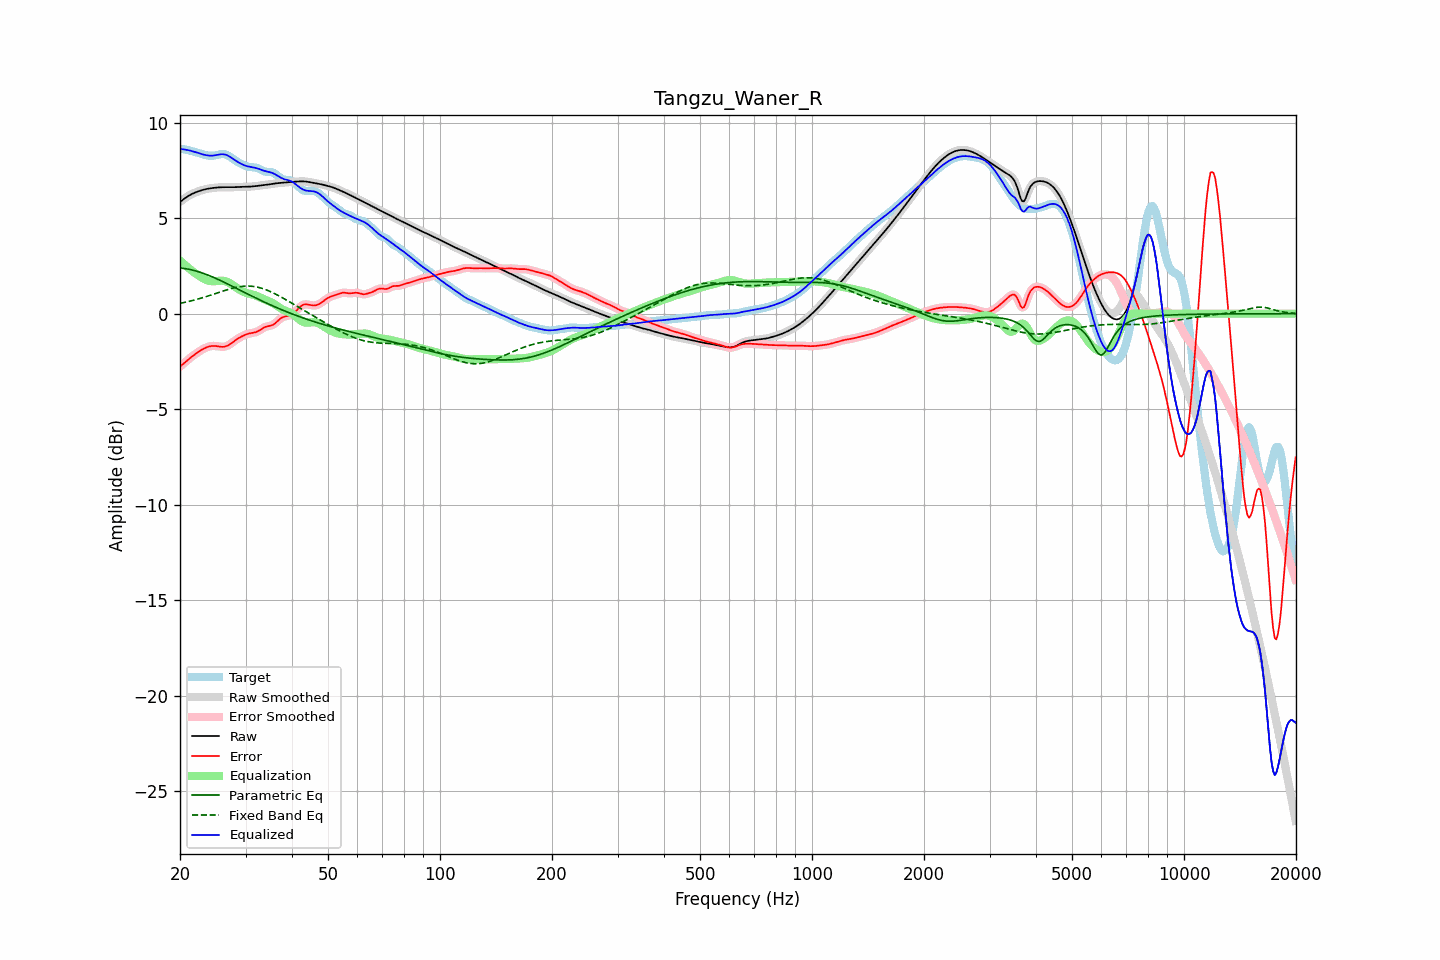 Tangzu_Waner_R
10
5
0
−5
−10
−15
−20
−25
Amplitude (dBr)
Target
Raw Smoothed
Error Smoothed
Raw
Error
Equalization
Parametric Eq
Fixed Band Eq
Equalized
20 50 100 200 500 1000 2000 5000 10000 20000
Frequency (Hz)